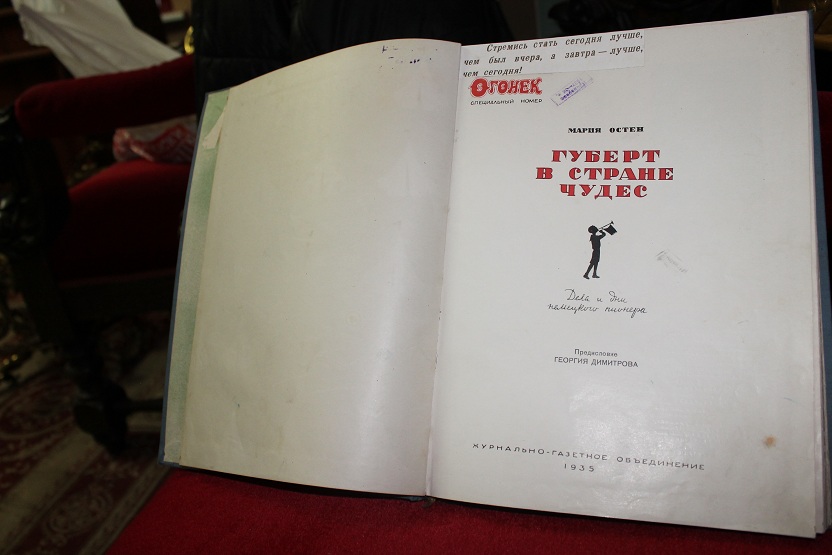 Стремись стать сегодня лучше,
чем был вчера, а завтра — лучше,
чем сегодня!
ОГОНЕК
СПЕЦИАЛЬНЫЙ НОМЕР
МАРИЯ ОСТЕН
ГУБЕРТ
В СТРАНЕ
ЧУДЕС
Дела и дни
немецкого пионера
Предисловие
ГЕОРГИЯ ДИМИТРОВА
ЖУРНАЛЬНО-ГАЗЕТНОЕ ОБЪЕДИНЕНИЕ
1935